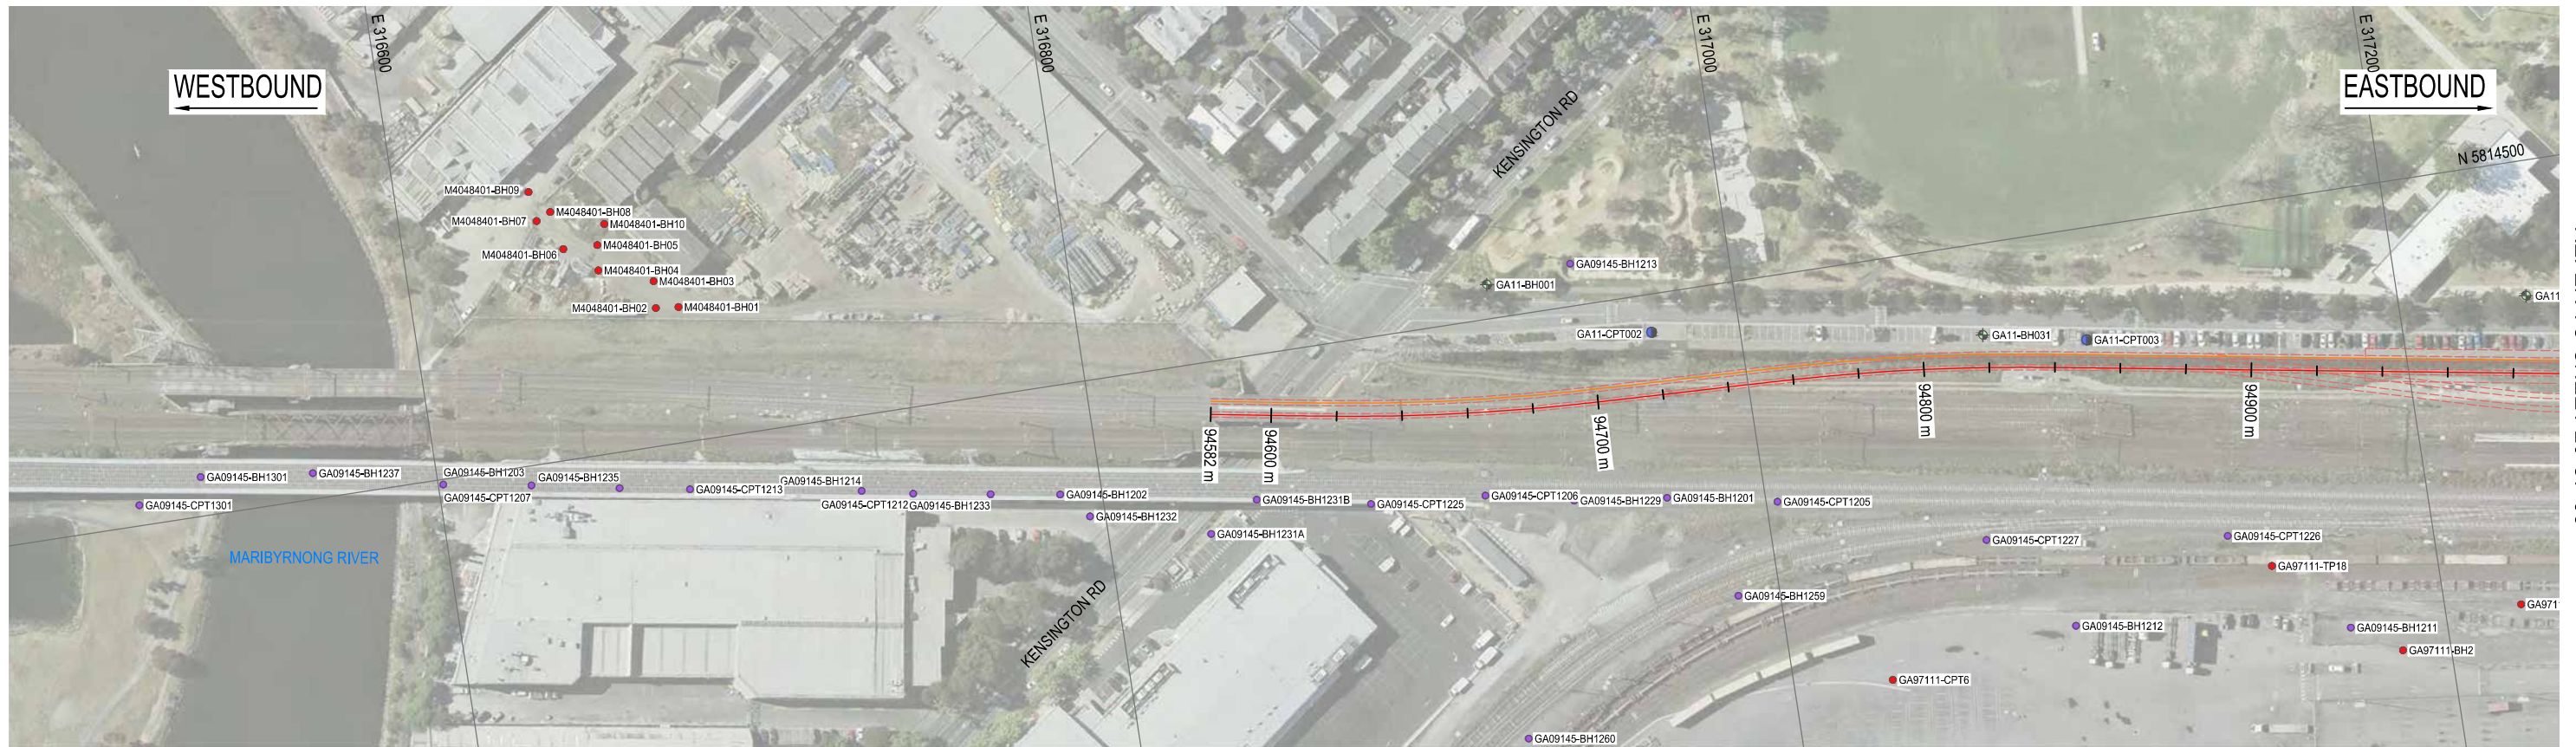 E 316600
E 316800
E 317000
E 317200
WESTBOUND
EASTBOUND
KENSINGTON RD
N 5814500
M4048401-BH09
M4048401-BH08
M4048401-BH07
M4048401-BH10
M4048401-BH05
M4048401-BH06
M4048401-BH04
M4048401-BH03
M4048401-BH02
M4048401-BH01
GA09145-BH1213
GA11-BH001
GA11
GA11-CPT002
GA11-BH031
GA11-CPT003
94582 m
94600 m
94700 m
94800 m
94900 m
GA09145-BH1301
GA09145-BH1237
GA09145-BH1203
GA09145-BH1235
GA09145-BH1214
GA09145-CPT1301
GA09145-CPT1207
GA09145-CPT1213
GA09145-CPT1212
GA09145-BH1233
GA09145-BH1202
GA09145-BH1232
GA09145-BH1231B
GA09145-BH1231A
GA09145-CPT1225
GA09145-CPT1206
GA09145-BH1229
GA09145-BH1201
GA09145-CPT1205
GA09145-CPT1227
GA09145-CPT1226
MARIBYRNONG RIVER
KENSINGTON RD
GA97111-TP18
GA09145-BH1259
GA9711
GA09145-BH1212
GA09145-BH1211
GA97111-BH2
GA97111-CPT6
GA09145-BH1260